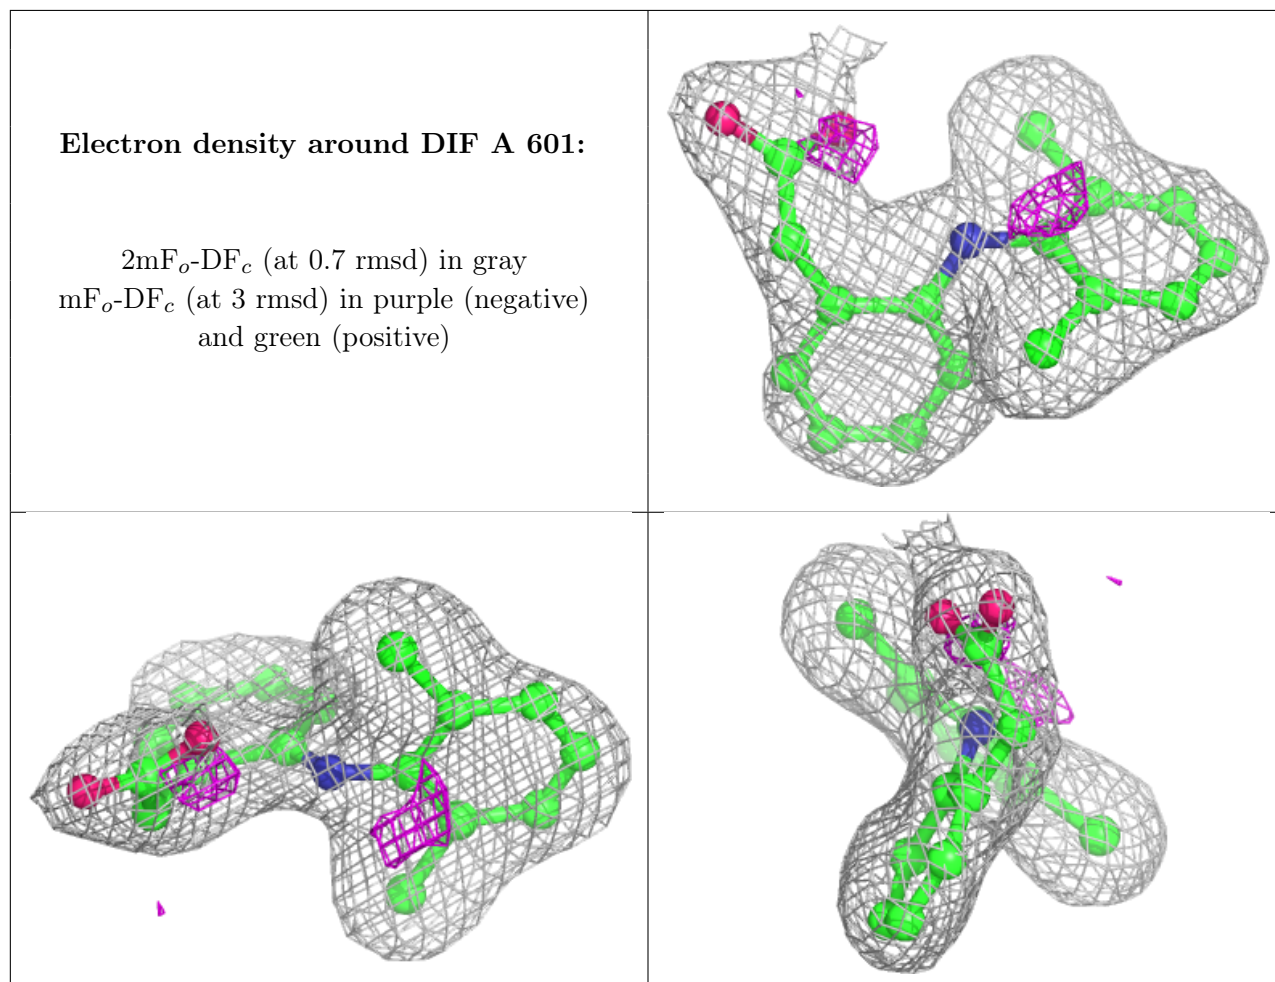 Electron density around DIF A 601:
2mFo-DFc (at 0.7 rmsd) in gray
mFo-DFc (at 3 rmsd) in purple (negative)
and green (positive)